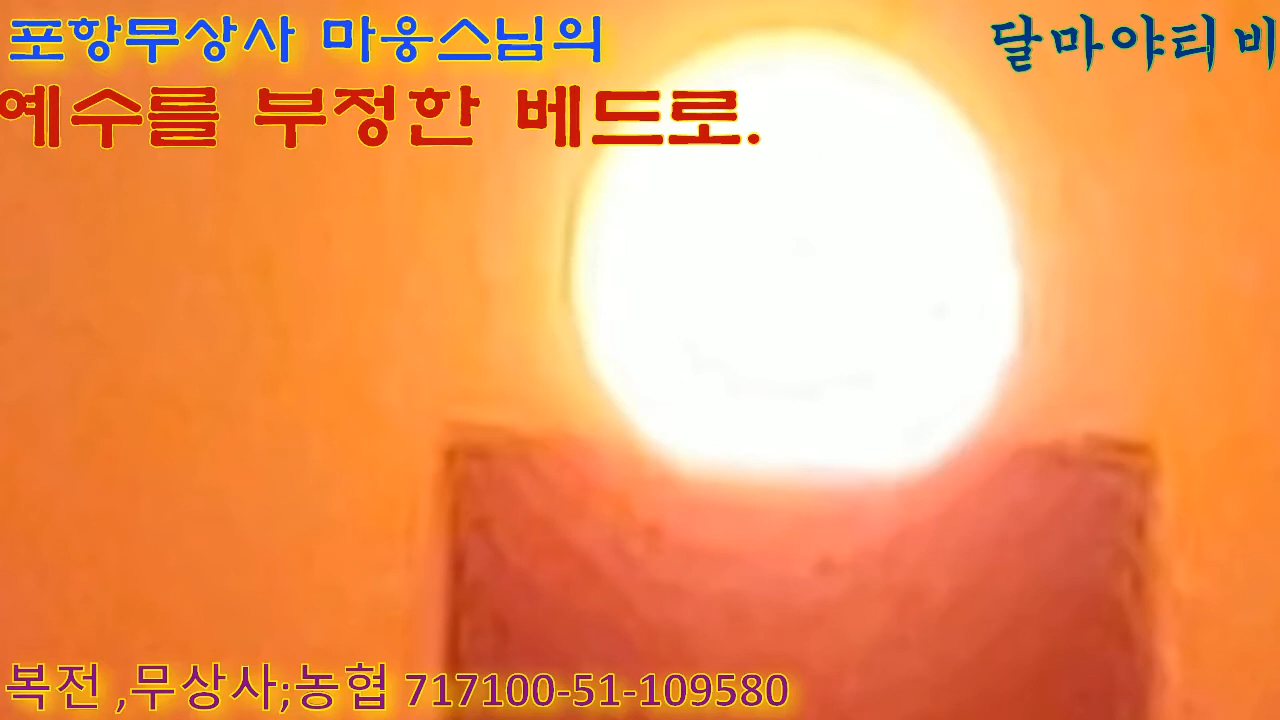 포항무상사 마웅스님의
달마야티비
예수를 부정한 베드로.
복전 ,무상사;농협 717100-51-109580